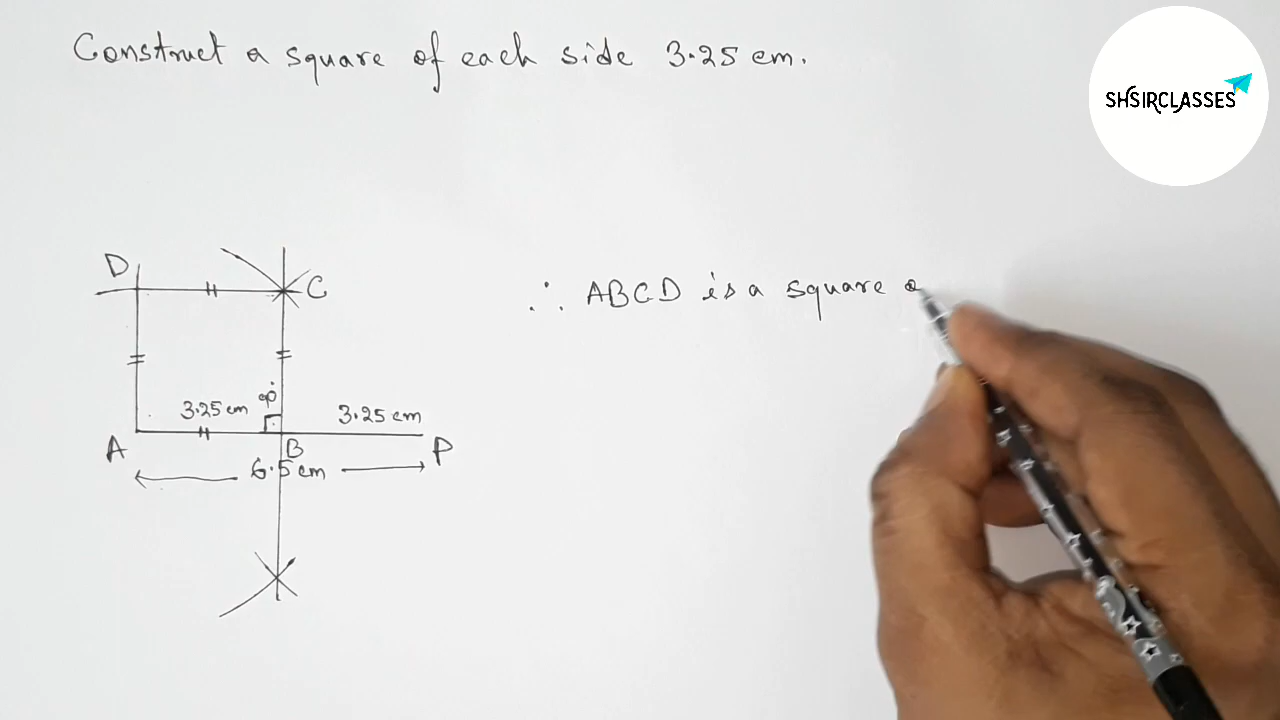 Construct a square of each side 3.25 cm.
SHSIRCLASSES
D
C
∴ ABCD is a square o
3.25 cm
3.25 cm
A
B
P
6.5 cm